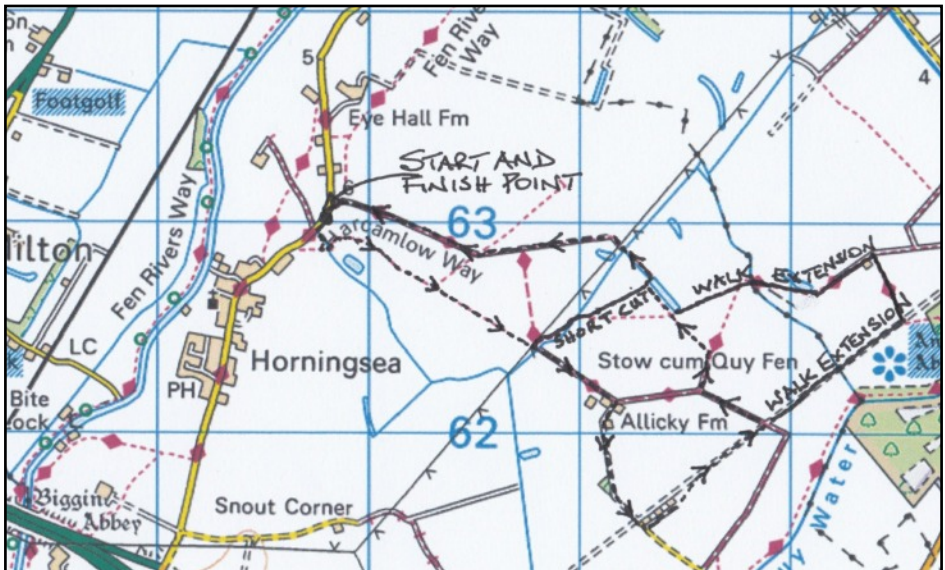 Footgolf
5
Fen Rivers
Way
4
Eye Hall Fm
START AND
FINISH POINT
63
Harcamlow Way
Fen Rivers Way
WALK EXTENSION
SHORT CUT
LC
Horningsea
Stow cum Quy Fen
WALK EXTENSION
PH
Bite
Allicky Fm
62
Biggin
Abbey
Snout Corner
Water